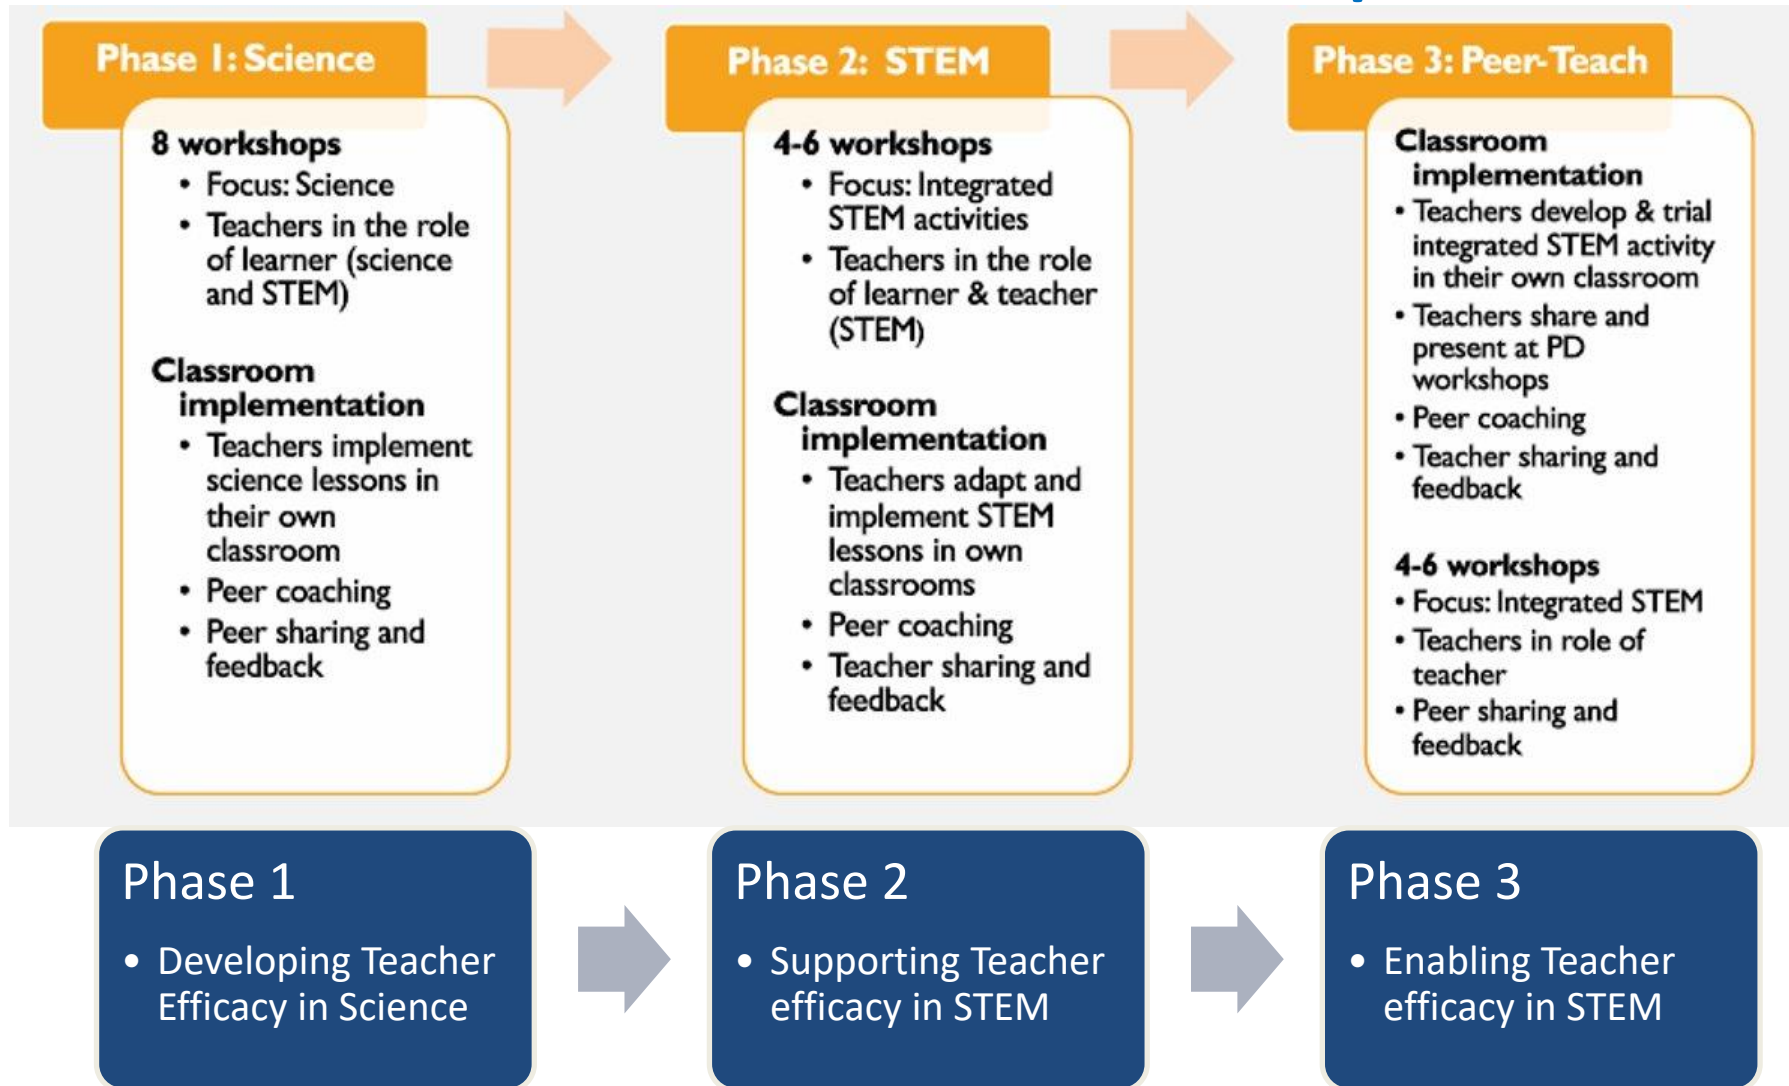 Phase 1: Science
8 workshops
• Focus: Science
• Teachers in the role
of learner (science
and STEM)
Classroom
implementation
• Teachers implement
science lessons in
their own
classroom
• Peer coaching
• Peer sharing and
feedback
Phase 2: STEM
4-6 workshops
• Focus: Integrated
STEM activities
• Teachers in the role
of learner & teacher
(STEM)
Classroom
implementation
• Teachers adapt and
implement STEM
lessons in own
classrooms
• Peer coaching
• Teacher sharing and
feedback
Phase 3: Peer-Teach
Classroom
implementation
• Teachers develop & trial
integrated STEM activity
in their own classroom
• Teachers share and
present at PD
workshops
• Peer coaching
• Teacher sharing and
feedback
4-6 workshops
• Focus: Integrated STEM
• Teachers in role of
teacher
• Peer sharing and
feedback
Phase 1
• Developing Teacher
Efficacy in Science
Phase 2
• Supporting Teacher
efficacy in STEM
Phase 3
• Enabling Teacher
efficacy in STEM